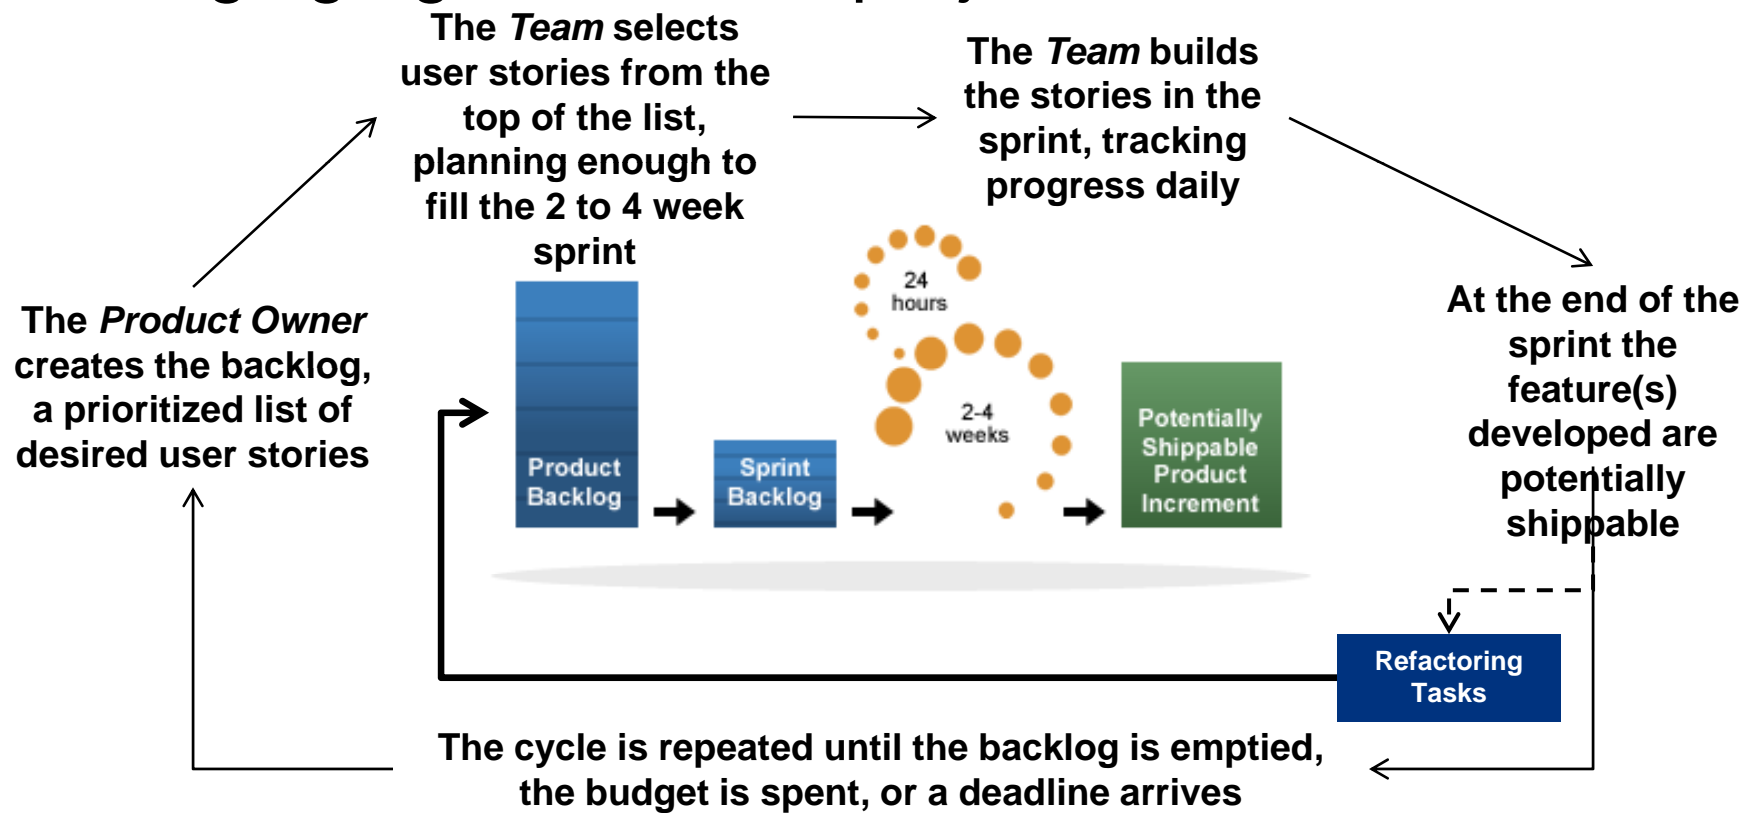 The Team selects
user stories from the
top of the list,
planning enough to
fill the 2 to 4 week
sprint
The Team builds
the stories in the
sprint, tracking
progress daily
The Product Owner
creates the backlog,
a prioritized list of
desired user stories
24
hours
2-4
weeks
Product
Backlog
Sprint
Backlog
Potentially
Shippable
Product
Increment
At the end of the
sprint the
feature(s)
developed are
potentially
shippable
Refactoring
Tasks
The cycle is repeated until the backlog is emptied,
the budget is spent, or a deadline arrives